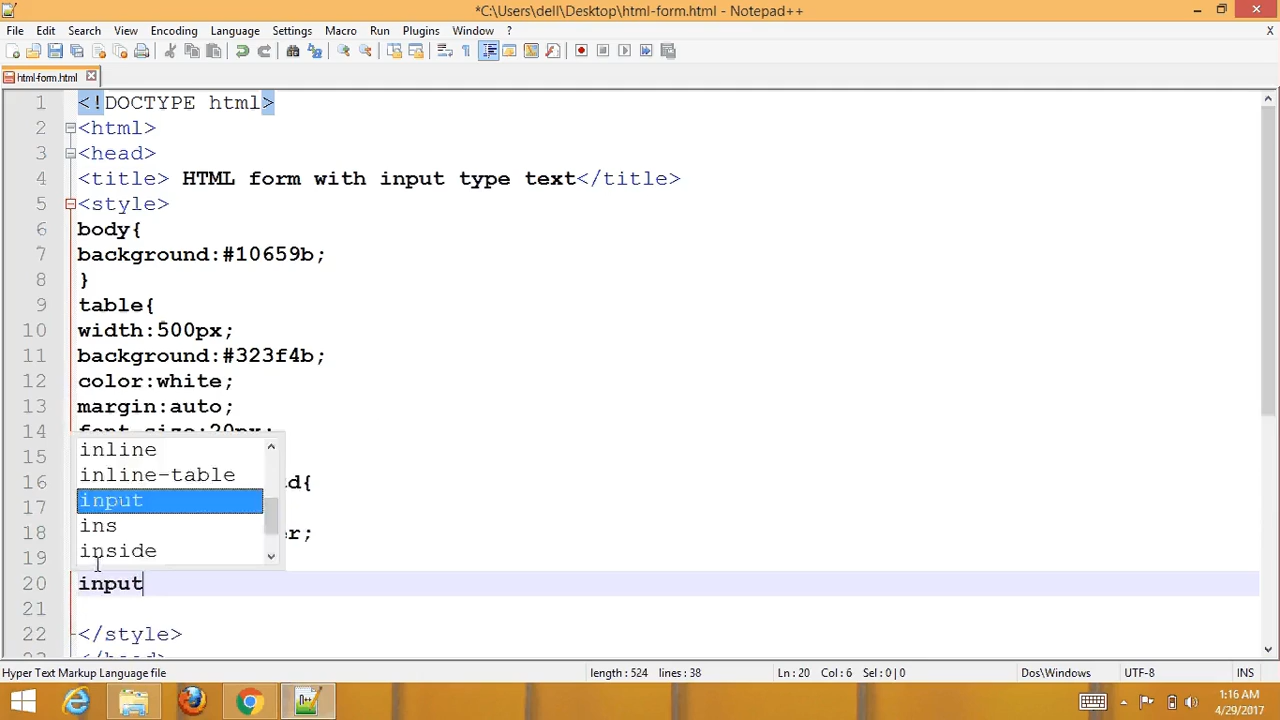 *C:\Users\dell\Desktop\html-form.html - Notepad++
File Edit Search View Encoding Language Settings Macro Run Plugins Window ? X
html-form.html
1 <!DOCTYPE html>
2 <html>
3 <head>
4 <title> HTML form with input type text</title>
5 <style>
6 body{
7 background:#10659b;
8 }
9 table{
10 width:500px;
11 background:#323f4b;
12 color:white;
13 margin:auto;
14 font-size:20px;
15 inline
16 inline-table d{
17 input
18 ins er;
19 inside
20 input
21
22 </style>
Hyper Text Markup Language file length : 524 lines : 38 Ln : 20 Col : 6 Sel : 0 | 0 Dos\Windows UTF-8 INS
1:16 AM
4/29/2017